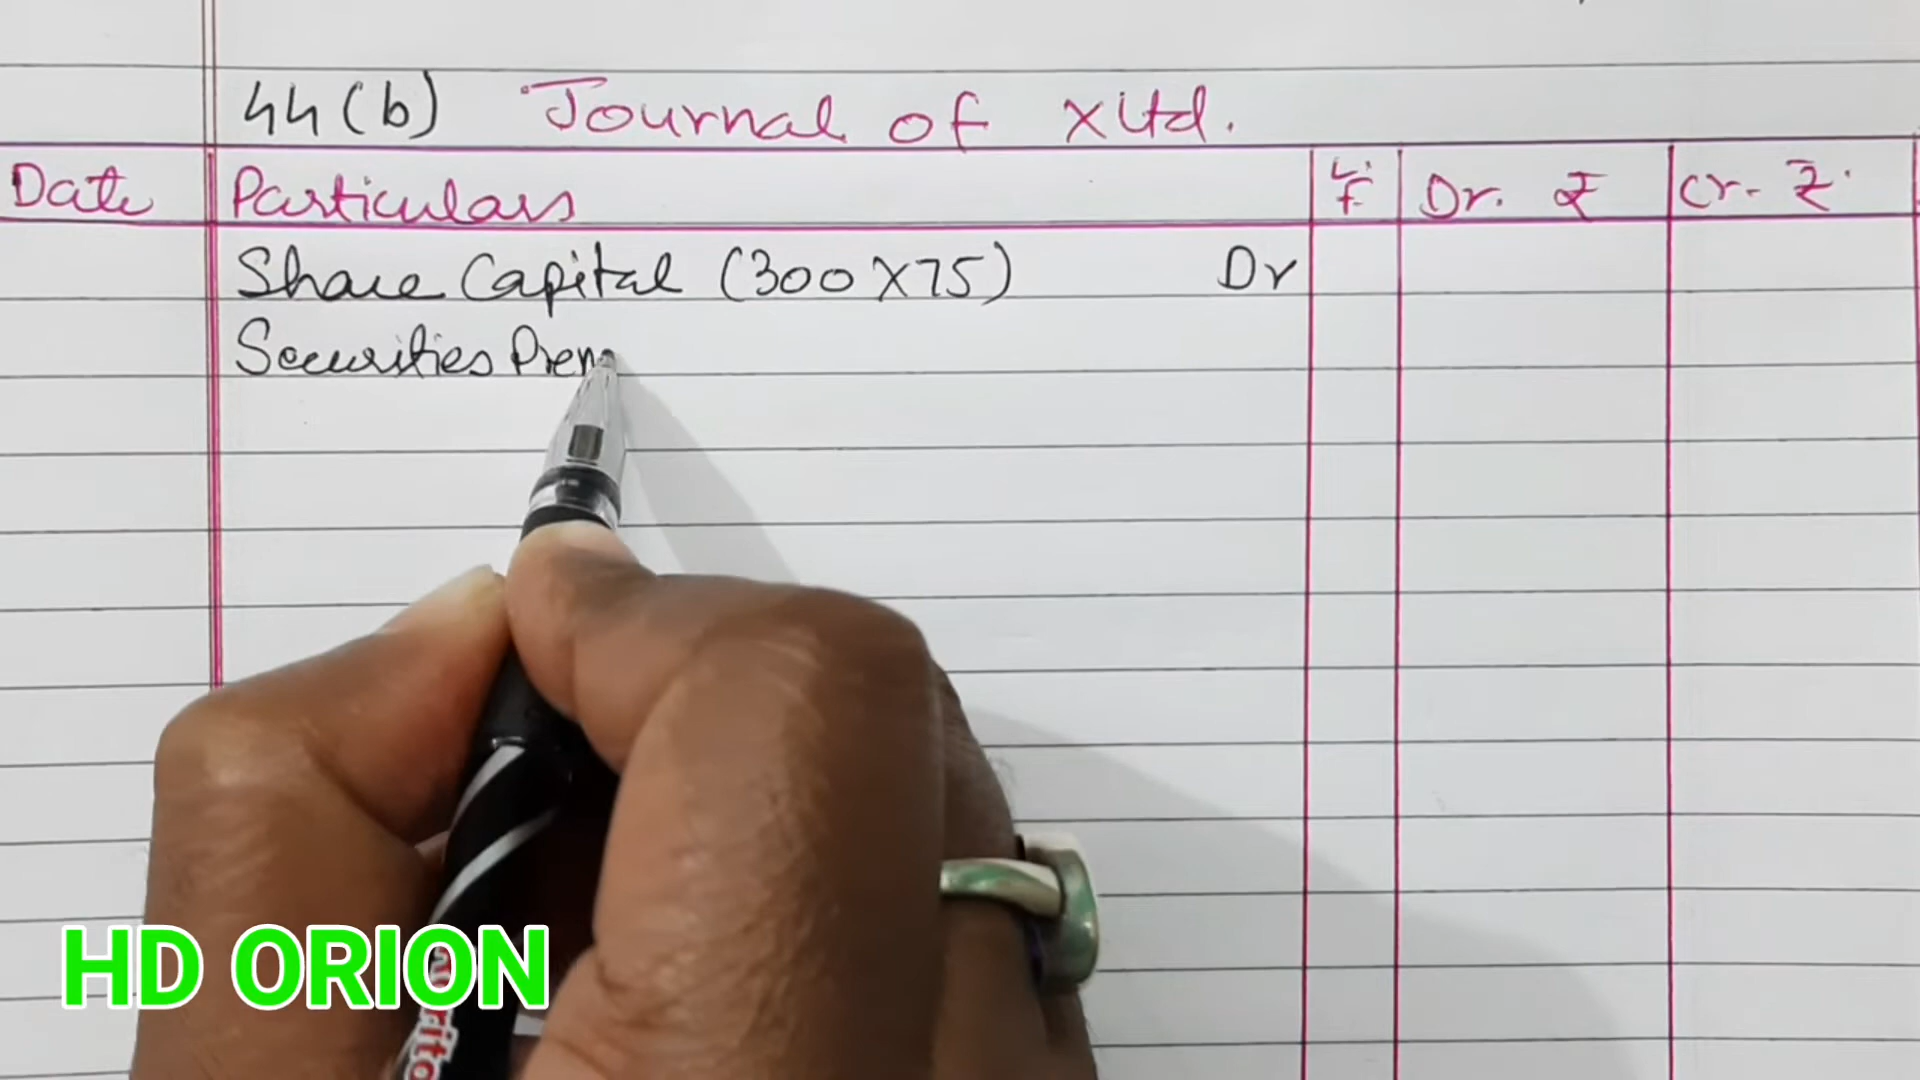 44(b) Journal of X Ltd.
Date Particulars L.F. Dr. ₹ Cr. ₹
Share Capital (300 X 75) Dr
Securities Prem
HD ORION